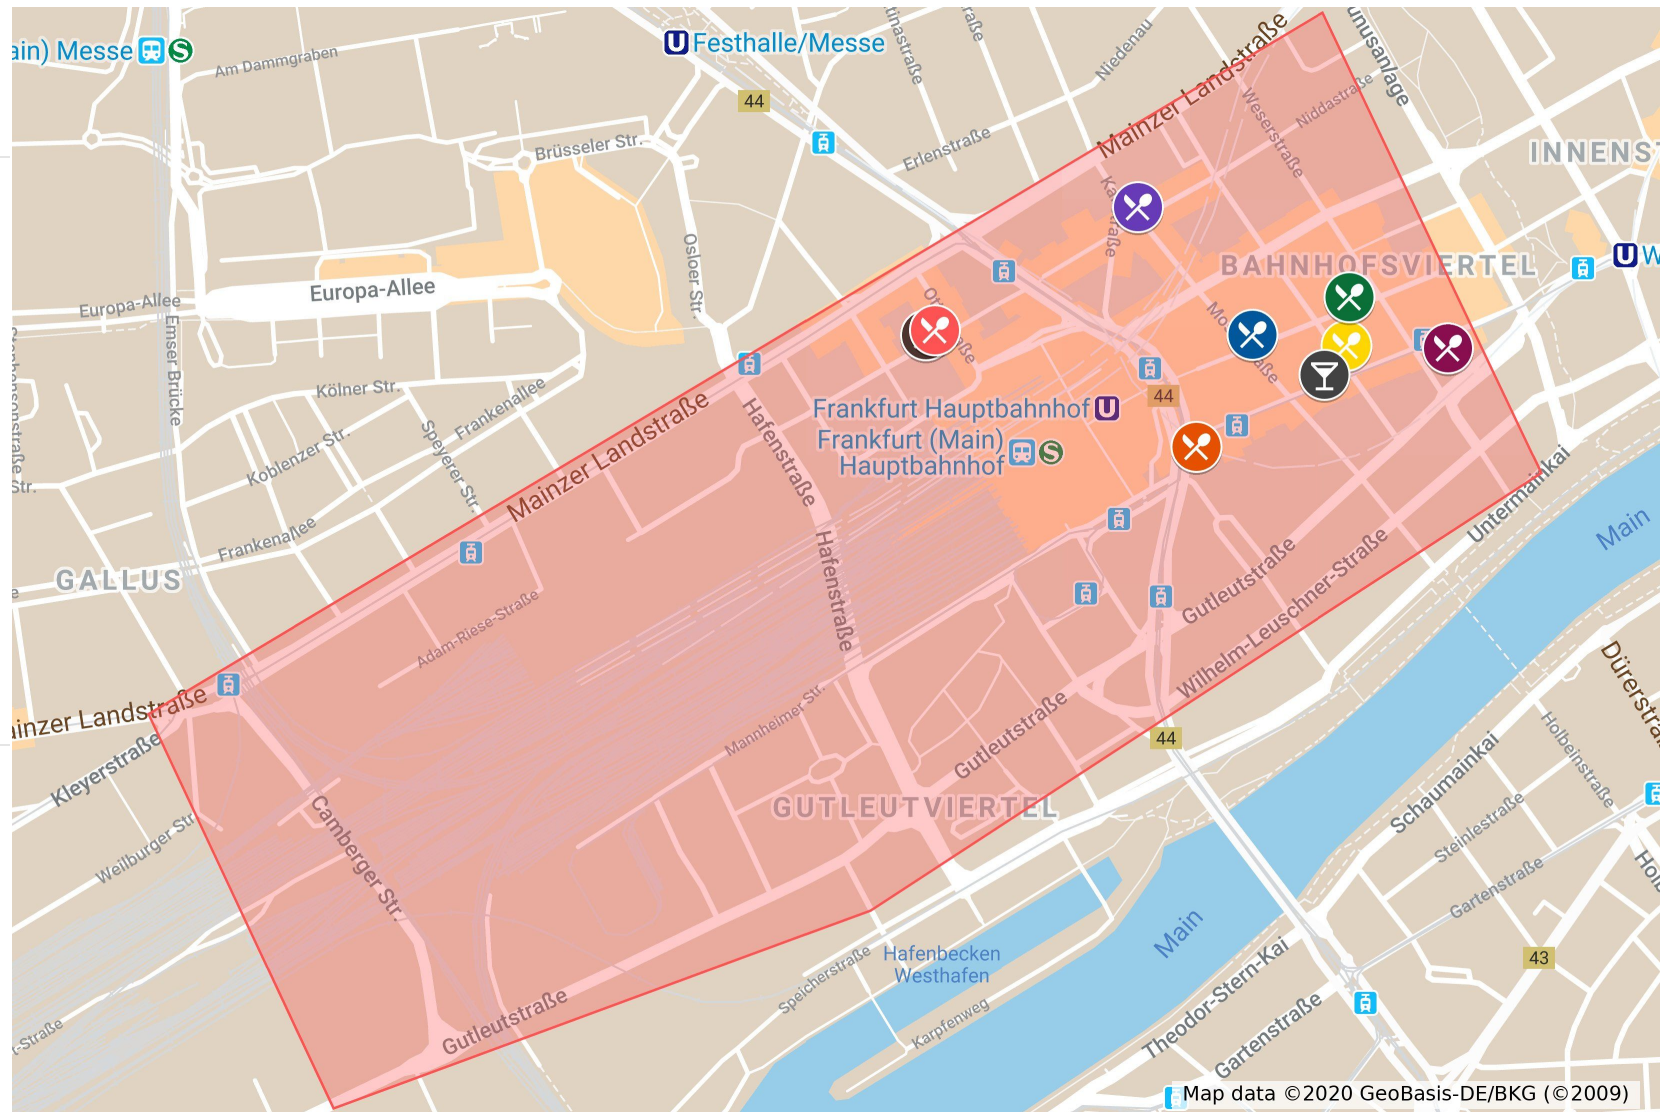 ain) Messe
S
Am Dammgraben
U Festhalle/Messe
44
Niedenau
Mainzer Landstraße
Weserstraße
Niddastraße
INNENST
Brüsseler Str.
Erlenstraße
Osloer Str.
U W
BAHNHOFSVIERTEL
Europa-Allee
Europa-Allee
Emser Brücke
Kölner Str.
Frankenallee
Speyerer Str.
Koblenzer Str.
Mainzer Landstraße
Hafenstraße
44
Frankfurt Hauptbahnhof U
Frankfurt (Main)
Hauptbahnhof
S
Str.
Frankenallee
GALLUS
Hafenstraße
Untermainkai
Main
Gutleutstraße
Wilhelm-Leuschner-Straße
Adam-Riese-Straße
ainzer Landstraße
Kleyerstraße
Mannheimer Str.
Gutleutstraße
44
GUTLEUTVIERTEL
Camberger Str.
Weilburger Str.
Schaumainkai
Holbeinstraße
Steinlestraße
Gartenstraße
Hafenbecken
Westhafen
Main
43
Speicherstraße
Karpfenweg
Gutleutstraße
Theodor-Stern-Kai
Gartenstraße
r-Straße
Map data ©2020 GeoBasis-DE/BKG (©2009)